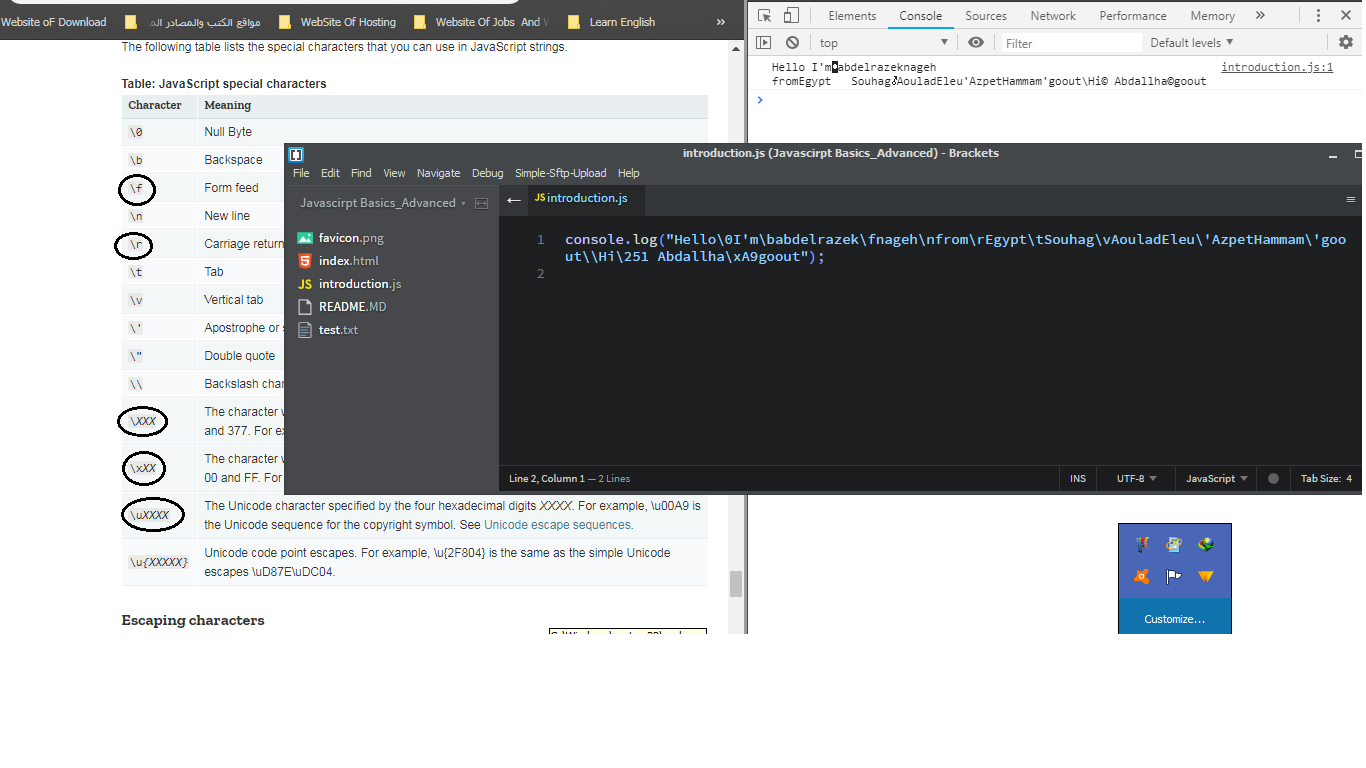 Website oF Download
مواقع الكتب والمصادر
WebSite Of Hosting
Website Of Jobs And
Learn English
»
The following table lists the special characters that you can use in JavaScript strings.
Table: JavaScript special characters
Character Meaning
\0 Null Byte
\b Backspace
\f Form feed
\n New line
\r Carriage return
\t Tab
\v Vertical tab
\' Apostrophe or
\" Double quote
\\ Backslash
\XXX The character
and 377. For
\xXX The character
00 and FF. For
\uXXXX The Unicode character specified by the four hexadecimal digits XXXX. For example, \u00A9 is
the Unicode sequence for the copyright symbol. See Unicode escape sequences.
\u{XXXXX} Unicode code point escapes. For example, \u{2F804} is the same as the simple Unicode
escapes \uD87E\uDC04.
Escaping characters
Elements Console Sources Network Performance Memory »
top Filter Default levels
Hello I'm abdelrazeknageh introduction.js:1
fromEgypt Souhag AouladEleu'AzpetHammam'goout\Hi© Abdallha©goout
introduction.js (Javascirpt Basics_Advanced) - Brackets
File Edit Find View Navigate Debug Simple-Sftp-Upload Help
Javascirpt Basics_Advanced
favicon.png
index.html
JS introduction.js
README.MD
test.txt
JS introduction.js
1 console.log("Hello\0I'm\babdelrazek\fnageh\nfrom\rEgypt\tSouhag\vAouladEleu\'AzpetHammam\'goo
ut\\Hi\251 Abdallha\xA9goout");
2
Line 2, Column 1 — 2 Lines INS UTF-8 JavaScript Tab Size: 4
Customize...